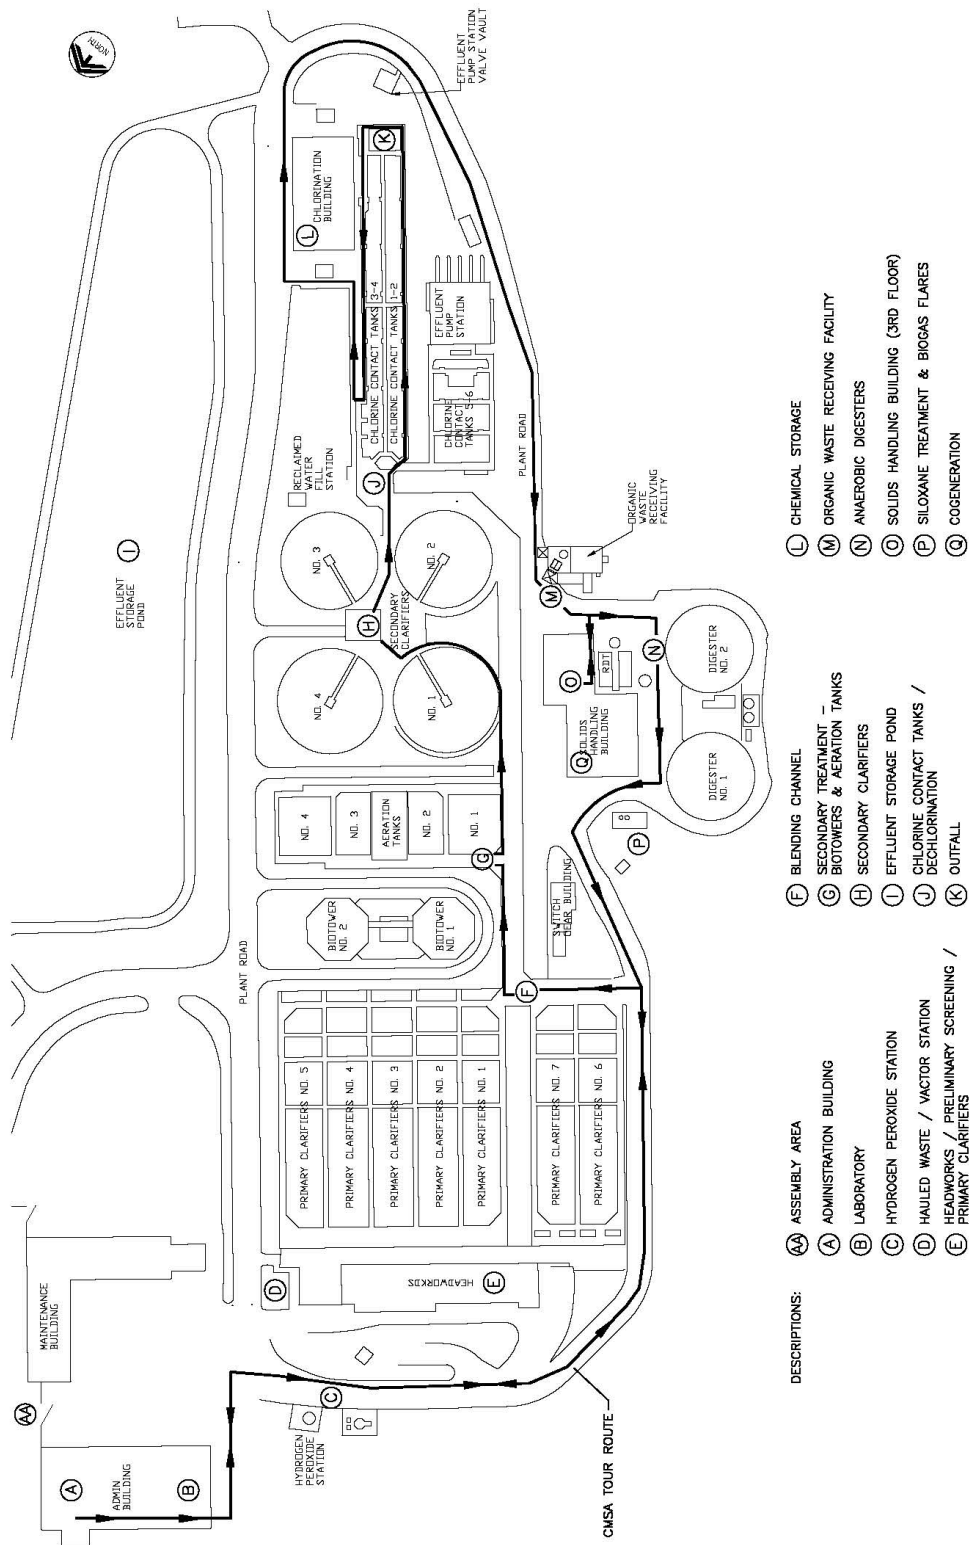 NORTH
EFFLUENT
STORAGE
POND
I
AA
MAINTENANCE
BUILDING
A
ADMIN
BUILDING
B
HYDROGEN
PEROXIDE
STATION
C
D
HEADWORKDS
E
CMSA TOUR ROUTE
PLANT ROAD
PRIMARY CLARIFIERS NO. 5
PRIMARY CLARIFIERS NO. 4
PRIMARY CLARIFIERS NO. 3
PRIMARY CLARIFIERS NO. 2
PRIMARY CLARIFIERS NO. 1
PRIMARY CLARIFIERS NO. 7
PRIMARY CLARIFIERS NO. 6
F
BIOTOWER
NO. 2
BIOTOWER
NO. 1
SWITCH
GEAR BUILDING
NO. 4
NO. 3
AERATION
TANKS
NO. 2
NO. 1
G
NO. 4
NO. 1
NO. 3
NO. 2
SECONDARY
CLARIFIERS
H
RECLAIMED
WATER
FILL
STATION
J
CHLORINE CONTACT TANKS 3-4
CHLORINE CONTACT TANKS 1-2
CHLORINE
CONTACT
TANKS 5-6
EFFLUENT
PUMP
STATION
L
CHLORINATION
BUILDING
K
EFFLUENT
PUMP STATION
VALVE VAULT
PLANT ROAD
ORGANIC
WASTE
RECEIVING
FACILITY
M
O
RDT
Q
SOLIDS
HANDLING
BUILDING
N
DIGESTER
NO. 2
DIGESTER
NO. 1
P
DESCRIPTIONS:
AA ASSEMBLY AREA
A ADMINISTRATION BUILDING
B LABORATORY
C HYDROGEN PEROXIDE STATION
D HAULED WASTE / VACTOR STATION
E HEADWORKS / PRELIMINARY SCREENING /
PRIMARY CLARIFIERS
F BLENDING CHANNEL
G SECONDARY TREATMENT –
BIOTOWERS & AERATION TANKS
H SECONDARY CLARIFIERS
I EFFLUENT STORAGE POND
J CHLORINE CONTACT TANKS /
DECHLORINATION
K OUTFALL
L CHEMICAL STORAGE
M ORGANIC WASTE RECEIVING FACILITY
N ANAEROBIC DIGESTERS
O SOLIDS HANDLING BUILDING (3RD FLOOR)
P SILOXANE TREATMENT & BIOGAS FLARES
Q COGENERATION